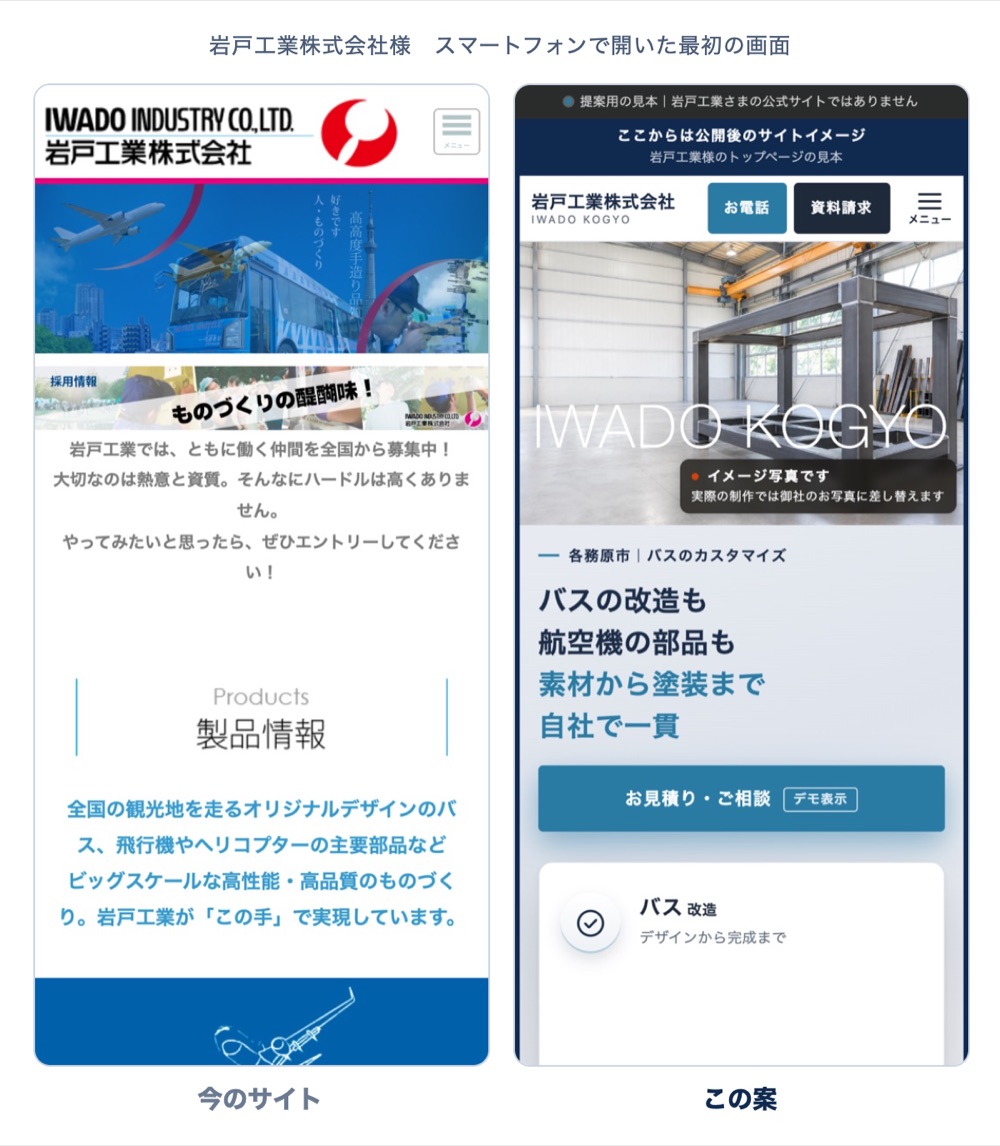 岩戸工業株式会社様　スマートフォンで開いた最初の画面
IWADO INDUSTRY CO.,LTD.
岩戸工業株式会社
メニュー
好きです
人・ものづくり
高高度手造り品質
採用情報
ものづくりの醍醐味！
IWADO INDUSTRY CO.,LTD.
岩戸工業株式会社
岩戸工業では、ともに働く仲間を全国から募集中！
大切なのは熱意と資質。そんなにハードルは高くありま
せん。
やってみたいと思ったら、ぜひエントリーしてくださ
い！
Products
製品情報
全国の観光地を走るオリジナルデザインのバ
ス、飛行機やヘリコプターの主要部品など
ビッグスケールな高性能・高品質のものづく
り。岩戸工業が「この手」で実現しています。
今のサイト
提案用の見本｜岩戸工業さまの公式サイトではありません
ここからは公開後のサイトイメージ
岩戸工業様のトップページの見本
岩戸工業株式会社
IWADO KOGYO
お電話
資料請求
メニュー
IWADO KOGYO
イメージ写真です
実際の制作では御社のお写真に差し替えます
各務原市｜バスのカスタマイズ
バスの改造も
航空機の部品も
素材から塗装まで
自社で一貫
お見積り・ご相談 デモ表示
バス 改造
デザインから完成まで
この案